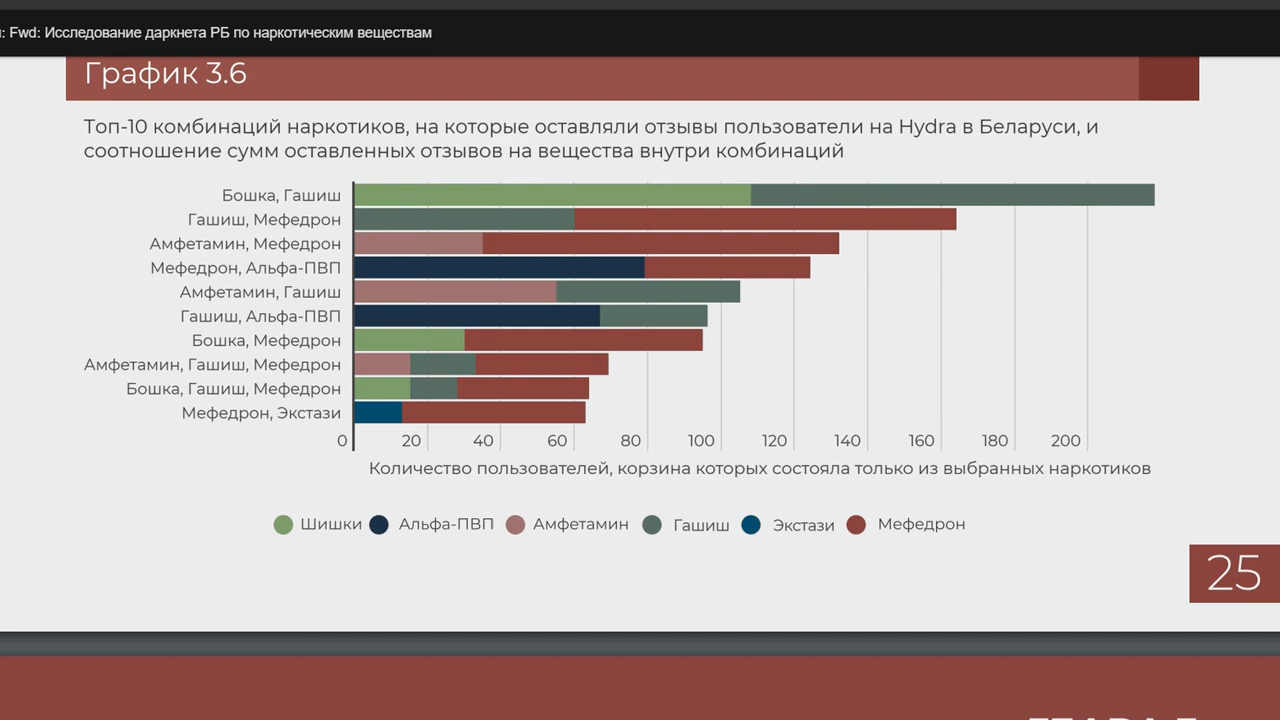 : Fwd: Исследование даркнета РБ по наркотическим веществам
График 3.6
Топ-10 комбинаций наркотиков, на которые оставляли отзывы пользователи на Hydra в Беларуси, и
соотношение сумм оставленных отзывов на вещества внутри комбинаций
Бошка, Гашиш
Гашиш, Мефедрон
Амфетамин, Мефедрон
Мефедрон, Альфа-ПВП
Амфетамин, Гашиш
Гашиш, Альфа-ПВП
Бошка, Мефедрон
Амфетамин, Гашиш, Мефедрон
Бошка, Гашиш, Мефедрон
Мефедрон, Экстази
0 20 40 60 80 100 120 140 160 180 200
Количество пользователей, корзина которых состояла только из выбранных наркотиков
Шишки Альфа-ПВП Амфетамин Гашиш Экстази Мефедрон
25